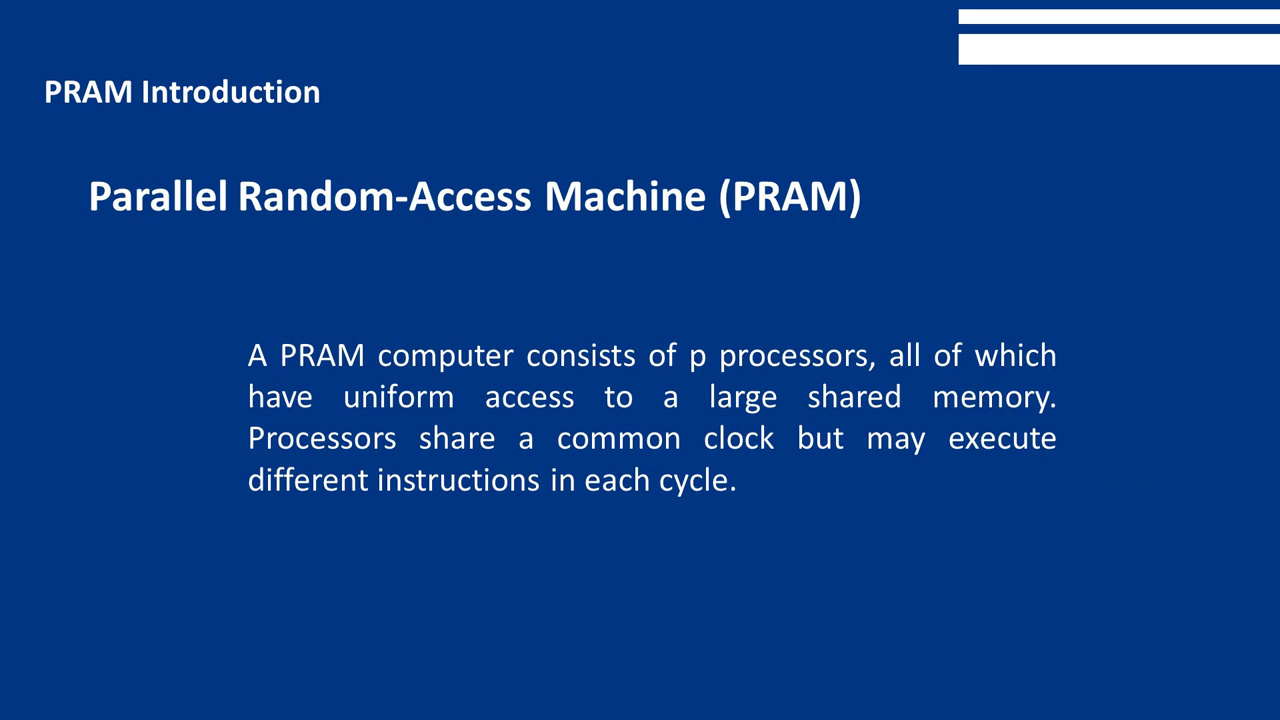 PRAM Introduction
Parallel Random-Access Machine (PRAM)
A PRAM computer consists of p processors, all of which
have uniform access to a large shared memory.
Processors share a common clock but may execute
different instructions in each cycle.